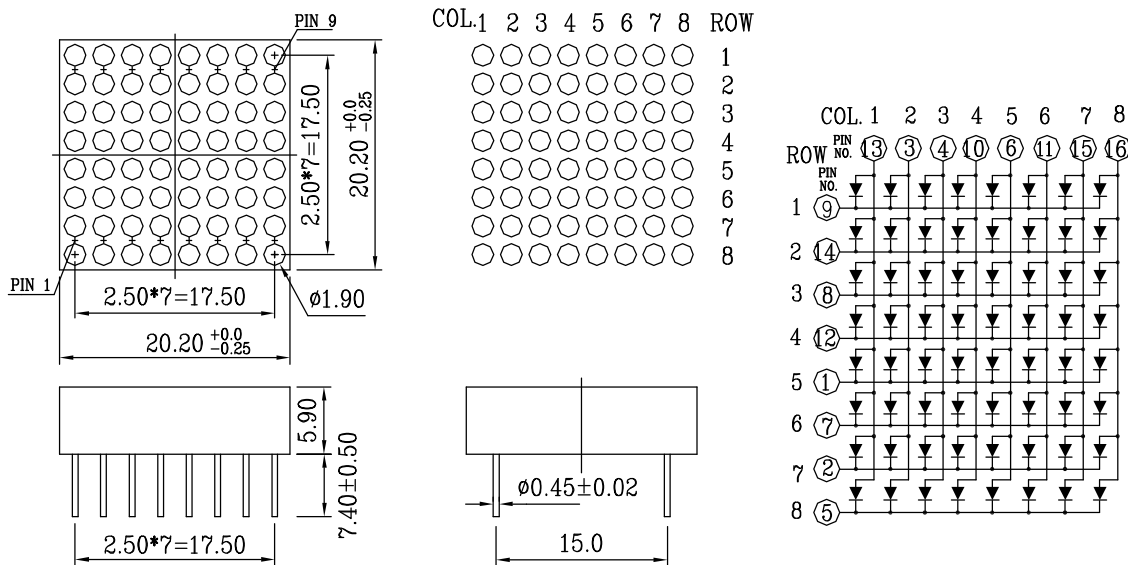 PIN 9
2.50*7=17.50
20.20 +0.0 -0.25
PIN 1
2.50*7=17.50
ø1.90
20.20 +0.0 -0.25
COL. 1 2 3 4 5 6 7 8 ROW
1
2
3
4
5
6
7
8
5.90
7.40±0.50
2.50*7=17.50
ø0.45±0.02
15.0
COL. 1 2 3 4 5 6 7 8
ROW PIN NO. 13 3 4 10 6 11 15 16
PIN
NO.
1 9
2 14
3 8
4 12
5 1
6 7
7 2
8 5